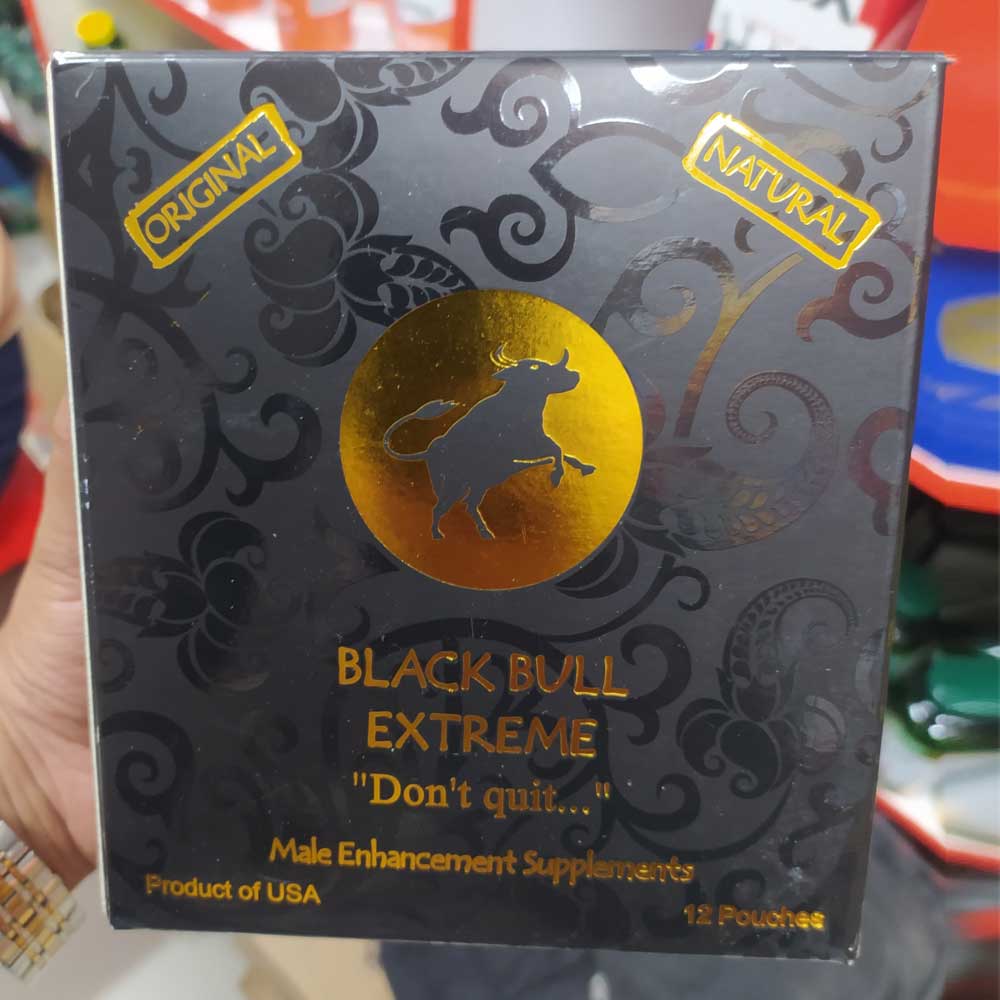 ORIGINAL
NATURAL
BLACK BULL
EXTREME
"Don't quit..."
Male Enhancement Supplements
Product of USA
12 Pouches